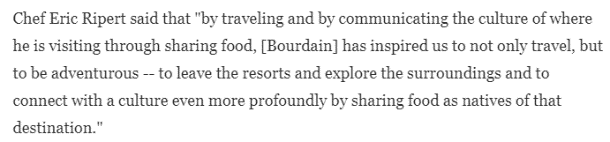 Chef Eric Ripert said that "by traveling and by communicating the culture of where
he is visiting through sharing food, [Bourdain] has inspired us to not only travel, but
to be adventurous -- to leave the resorts and explore the surroundings and to
connect with a culture even more profoundly by sharing food as natives of that
destination."